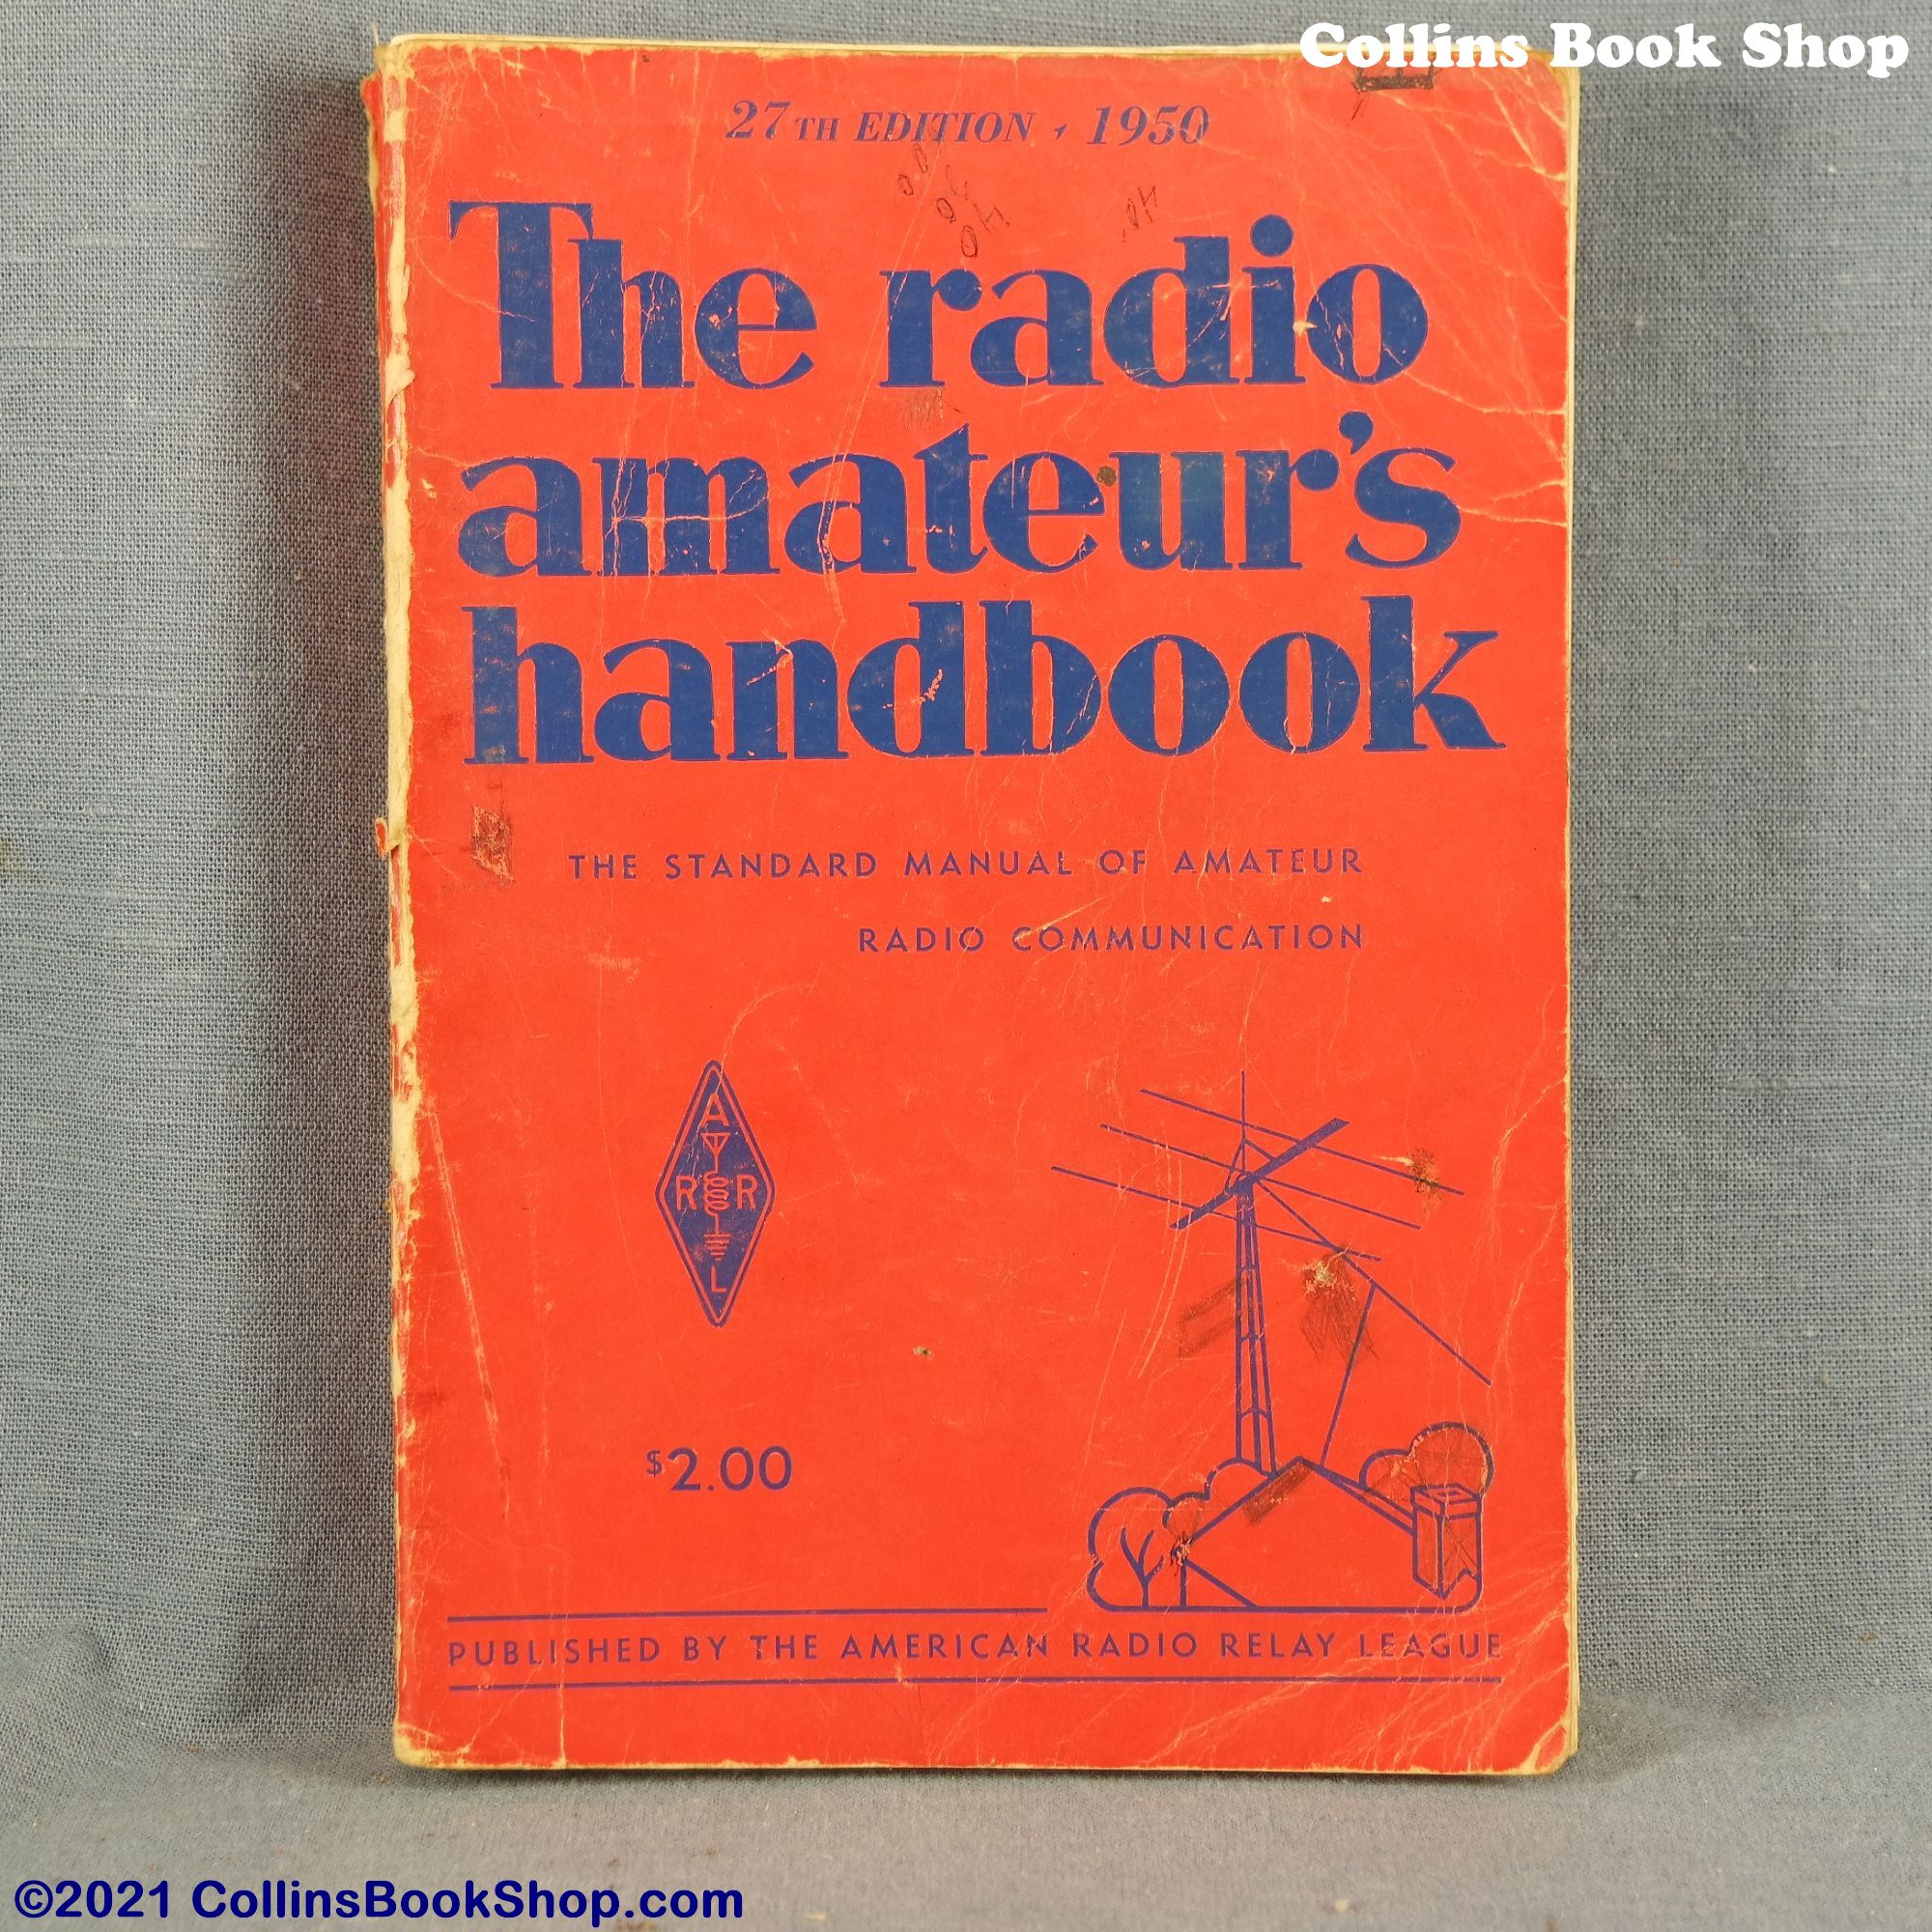 Collins Book Shop
27TH EDITION , 1950
The radio
amateur's
handbook
THE STANDARD MANUAL OF AMATEUR
RADIO COMMUNICATION
A
R R
L
$2.00
PUBLISHED BY THE AMERICAN RADIO RELAY LEAGUE
©2021 CollinsBookShop.com